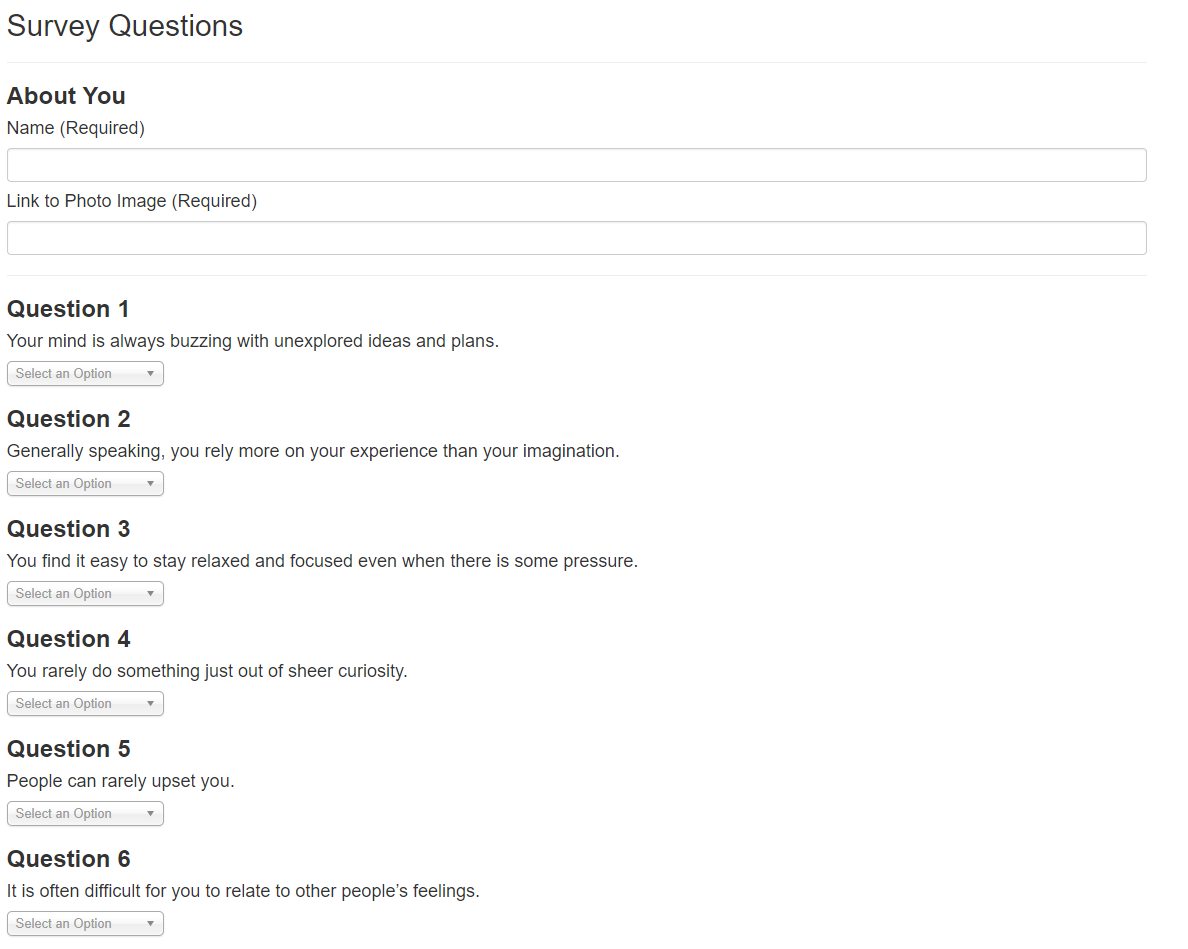 Survey Questions
About You
Name (Required)
Link to Photo Image (Required)
Question 1
Your mind is always buzzing with unexplored ideas and plans.
Select an Option
Question 2
Generally speaking, you rely more on your experience than your imagination.
Select an Option
Question 3
You find it easy to stay relaxed and focused even when there is some pressure.
Select an Option
Question 4
You rarely do something just out of sheer curiosity.
Select an Option
Question 5
People can rarely upset you.
Select an Option
Question 6
It is often difficult for you to relate to other people’s feelings.
Select an Option